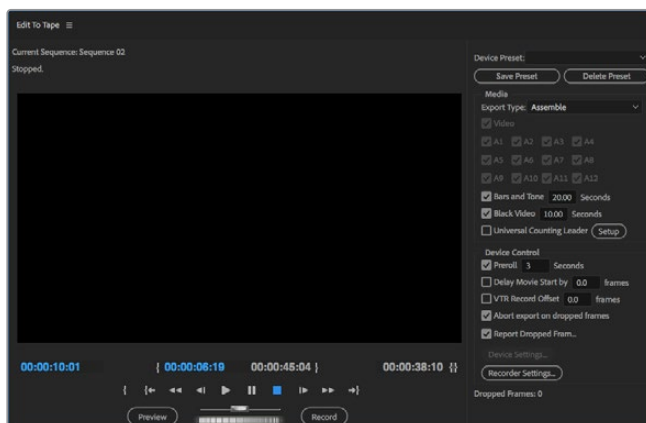 Edit To Tape
Current Sequence: Sequence 02
Stopped.
00:00:10:01
{ 00:00:06:19
00:00:45:04 }
00:00:38:10 {}
Preview
Record
Device Preset:
Save Preset
Delete Preset
Media
Export Type: Assemble
Video
A1 A2 A3 A4
A5 A6 A7 A8
A9 A10 A11 A12
Bars and Tone 20.00 Seconds
Black Video 10.00 Seconds
Universal Counting Leader Setup
Device Control
Preroll 3 Seconds
Delay Movie Start by 0.0 frames
VTR Record Offset 0.0 frames
Abort export on dropped frames
Report Dropped Fram...
Device Settings...
Recorder Settings...
Dropped Frames: 0